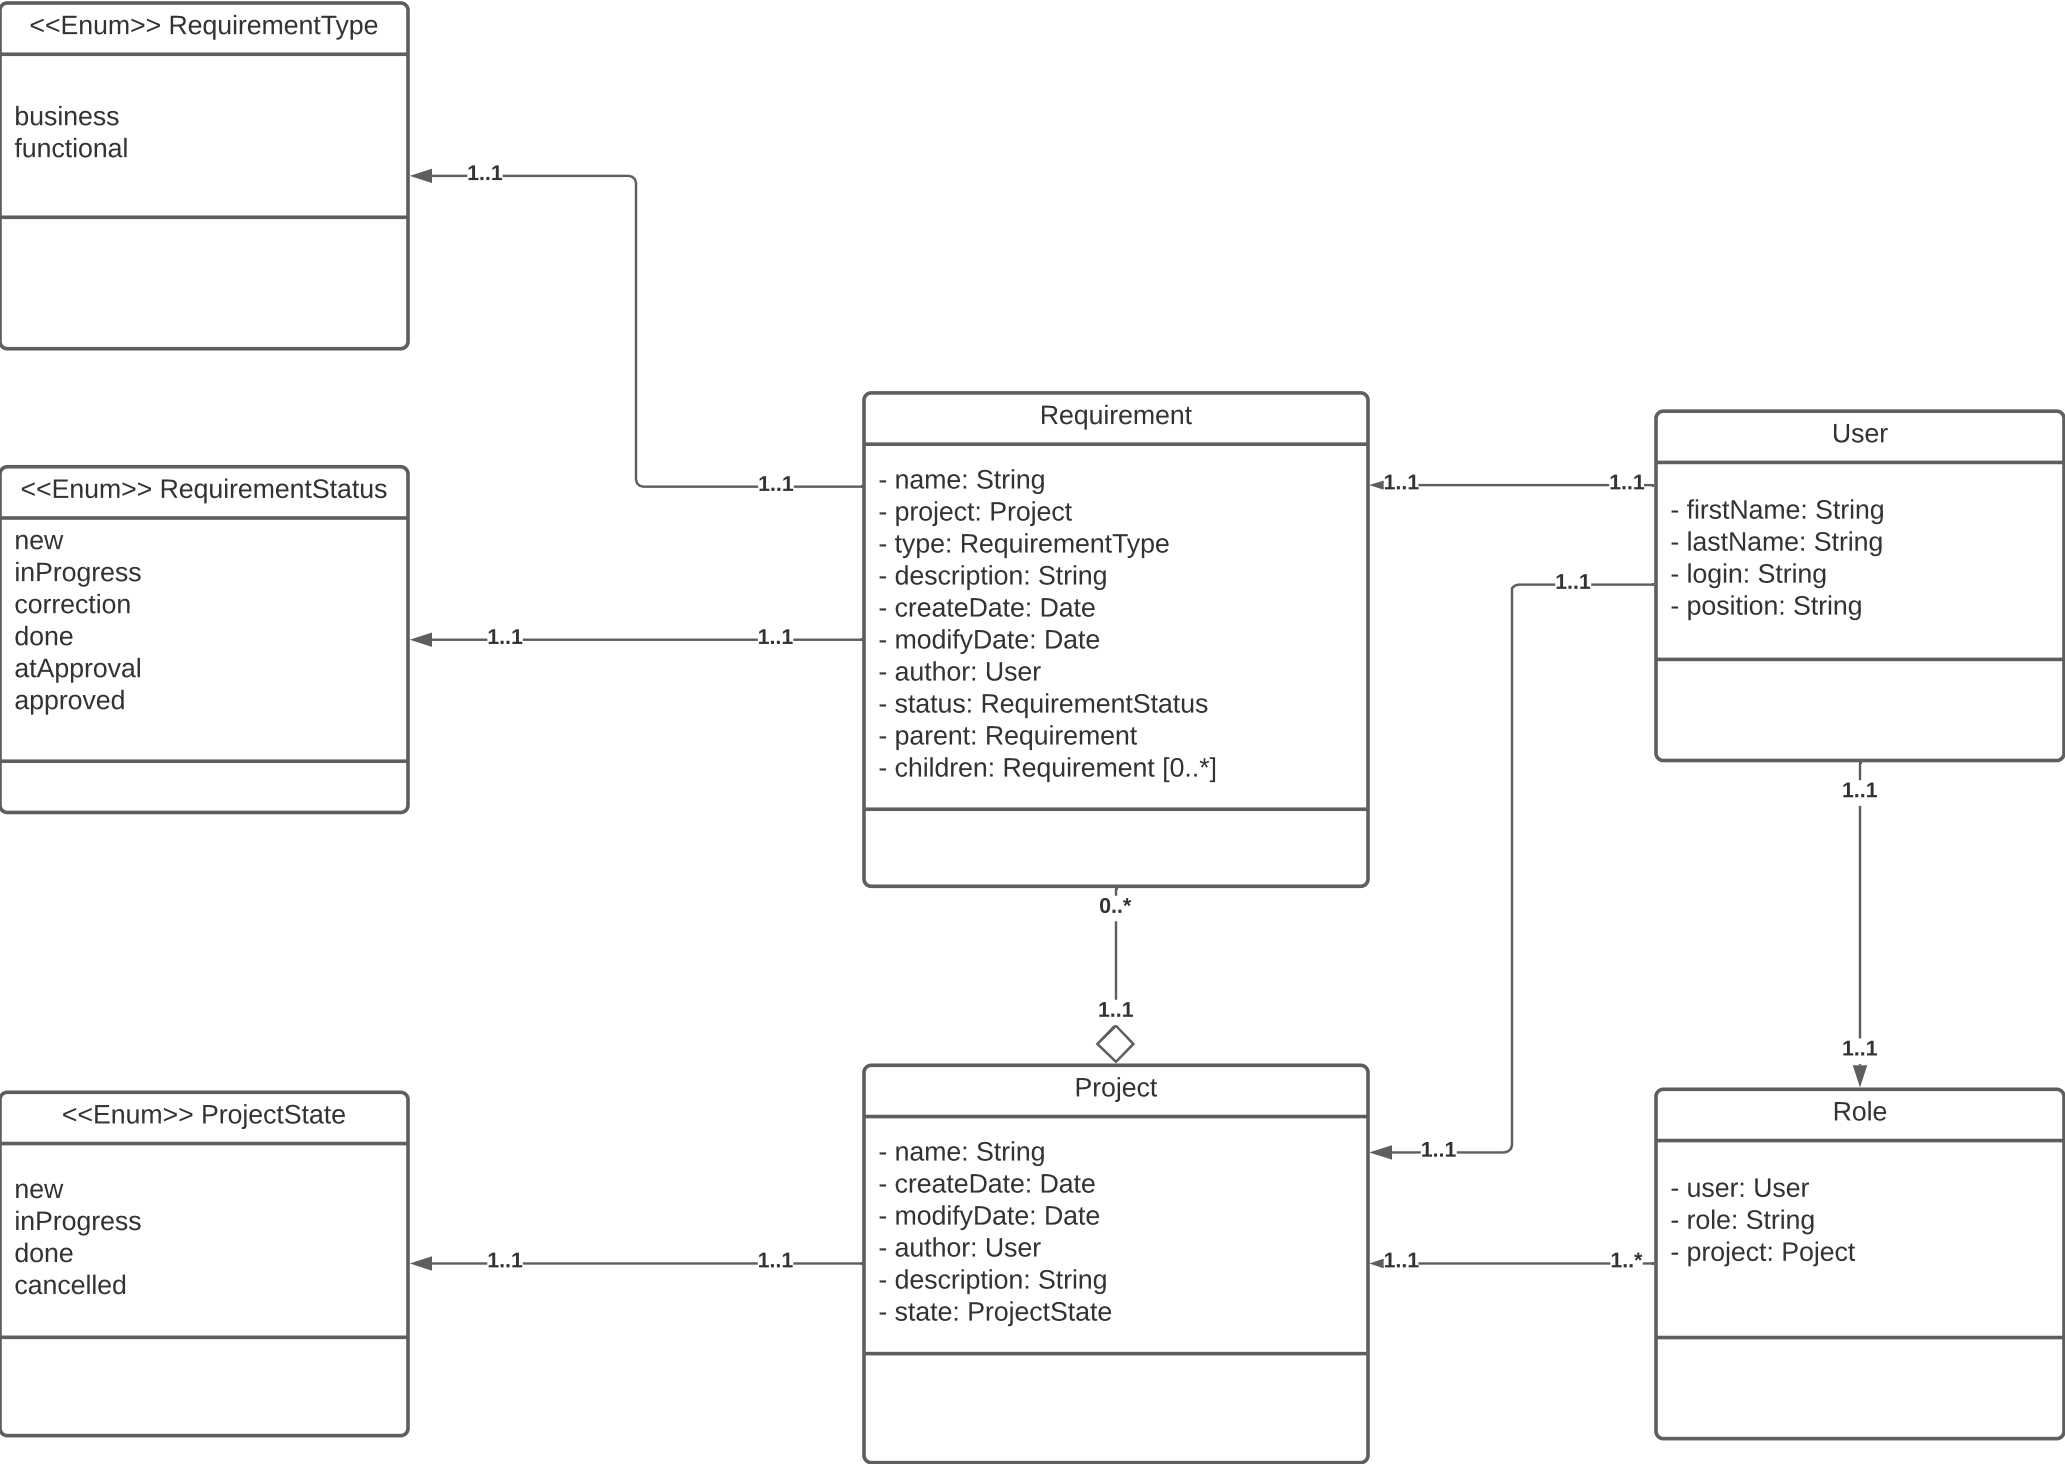 <<Enum>> RequirementType
business
functional
1..1
1..1
<<Enum>> RequirementStatus
new
inProgress
correction
done
atApproval
approved
1..1
1..1
Requirement
- name: String
- project: Project
- type: RequirementType
- description: String
- createDate: Date
- modifyDate: Date
- author: User
- status: RequirementStatus
- parent: Requirement
- children: Requirement [0..*]
1..1
1..1
User
- firstName: String
- lastName: String
- login: String
- position: String
1..1
1..1
1..1
1..1
0..*
1..1
<<Enum>> ProjectState
new
inProgress
done
cancelled
1..1
1..1
Project
- name: String
- createDate: Date
- modifyDate: Date
- author: User
- description: String
- state: ProjectState
1..1
1..*
Role
- user: User
- role: String
- project: Poject